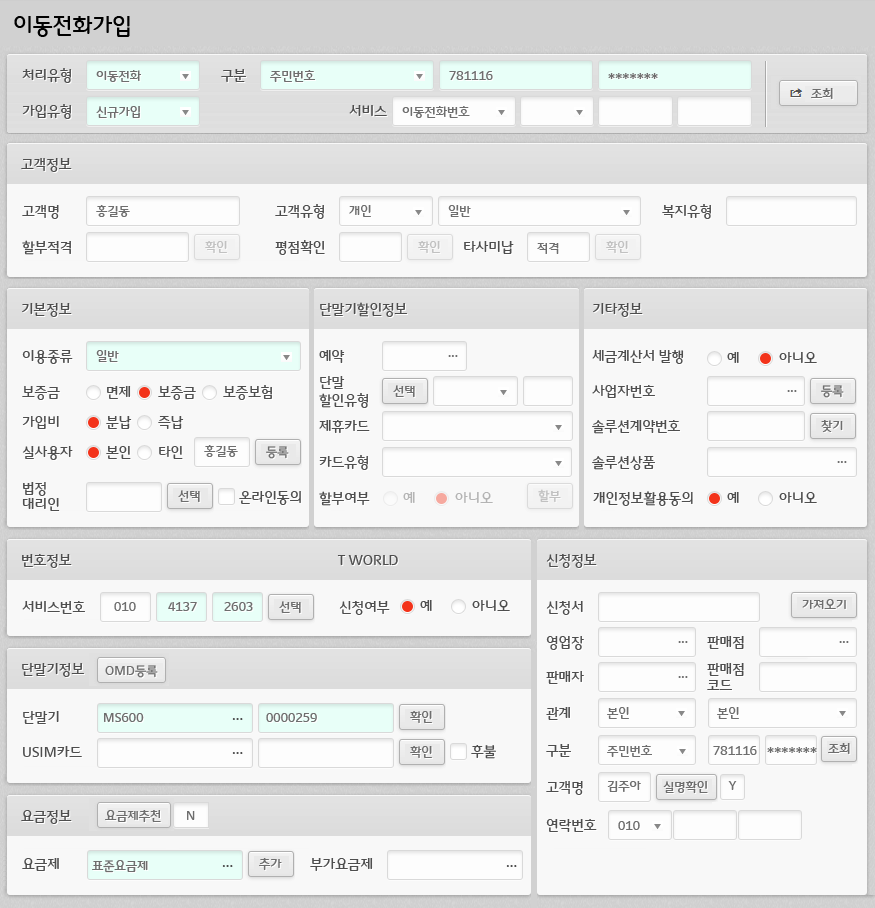 이동전화가입
처리유형 이동전화 구분 주민번호 781116 *******
조회
가입유형 신규가입 서비스 이동전화번호
고객정보
고객명 홍길동 고객유형 개인 일반 복지유형
할부적격 확인 평점확인 확인 타사미납 적격 확인
기본정보
이용종류 일반
보증금 면제 보증금 보증보험
가입비 분납 즉납
실사용자 본인 타인 홍길동 등록
법정
대리인 선택 온라인동의
단말기할인정보
예약 ...
단말
할인유형 선택
제휴카드
카드유형
할부여부 예 아니오 할부
기타정보
세금계산서 발행 예 아니오
사업자번호 ... 등록
솔루션계약번호 찾기
솔루션상품 ...
개인정보활용동의 예 아니오
번호정보 T WORLD
서비스번호 010 4137 2603 선택 신청여부 예 아니오
단말기정보 OMD등록
단말기 MS600 ... 0000259 확인
USIM카드 ... 확인 후불
요금정보 요금제추천 N
요금제 표준요금제 ... 추가 부가요금제 ...
신청정보
신청서 가져오기
영업장 ... 판매점 ...
판매자 ... 판매점
코드
관계 본인 본인
구분 주민번호 781116 ******* 조회
고객명 김주아 실명확인 Y
연락번호 010